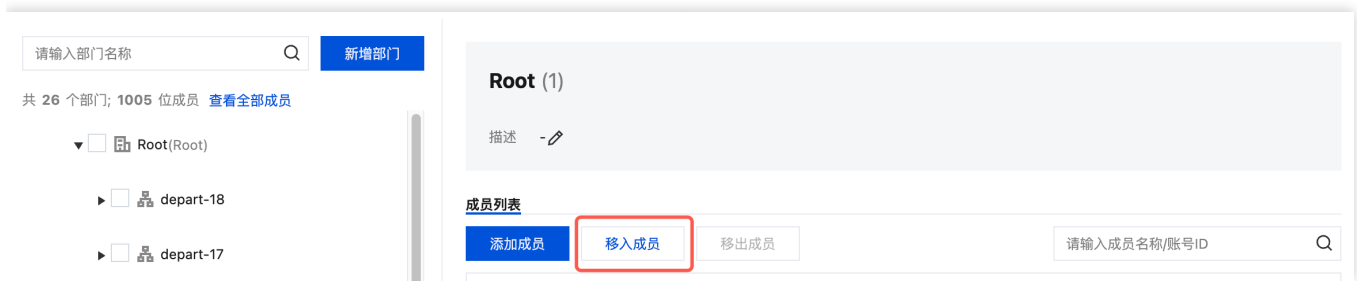 请输入部门名称
新增部门
共 26 个部门; 1005 位成员 查看全部成员
Root(Root)
depart-18
depart-17
Root (1)
描述 -
成员列表
添加成员 移入成员 移出成员 请输入成员名称/账号ID